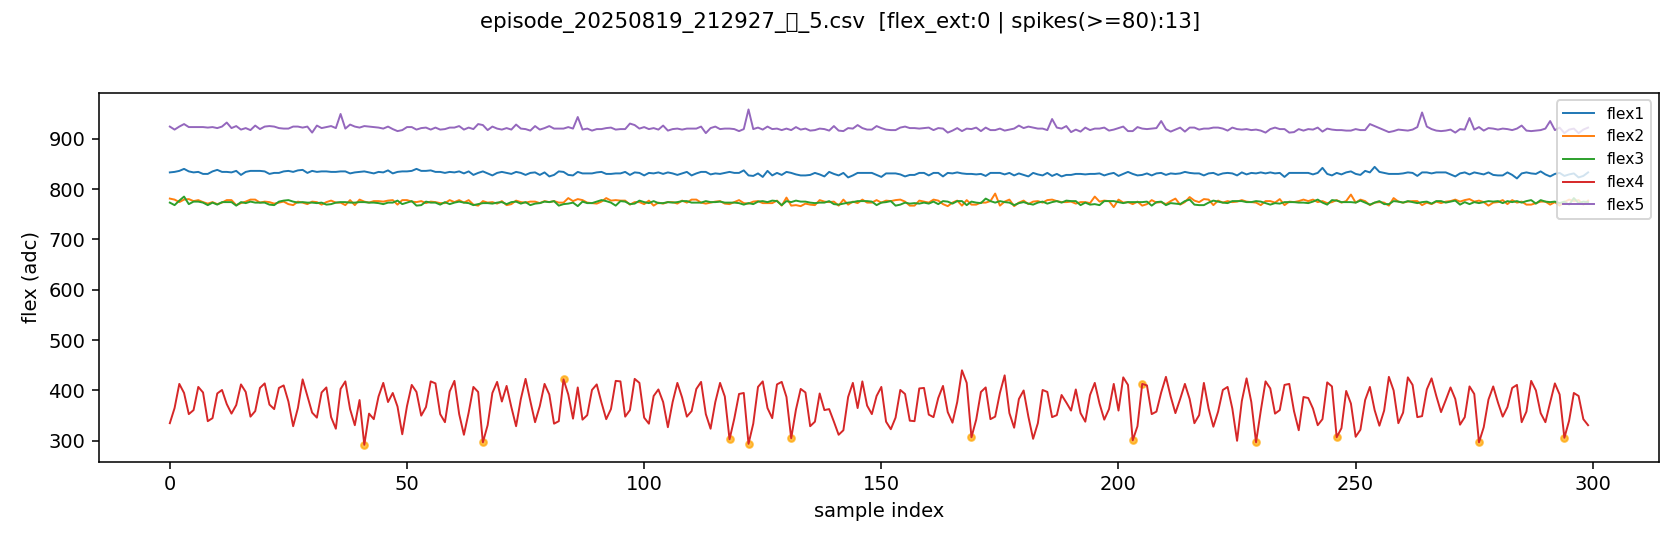 episode_20250819_212927_▯_5.csv  [flex_ext:0 | spikes(>=80):13]
flex (adc)
900
800
700
600
500
400
300
0
50
100
150
200
250
300
sample index
flex1
flex2
flex3
flex4
flex5